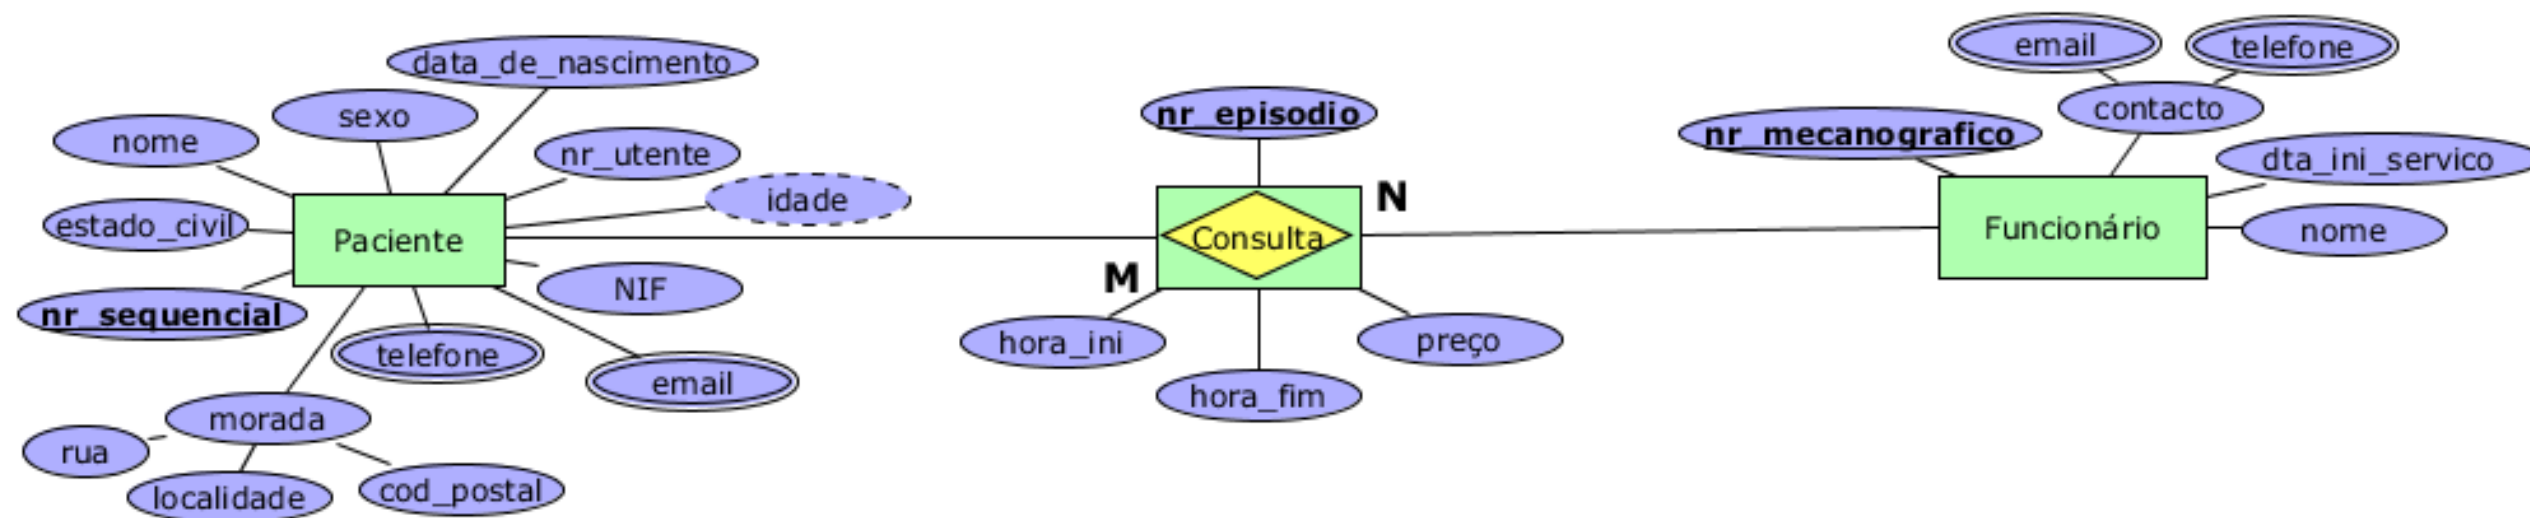 data_de_nascimento
sexo
nome
nr_utente
idade
estado_civil
Paciente
NIF
nr_sequencial
telefone
email
morada
rua
localidade
cod_postal
nr_episodio
N
Consulta
M
hora_ini
preço
hora_fim
email
telefone
contacto
nr_mecanografico
dta_ini_servico
Funcionário
nome